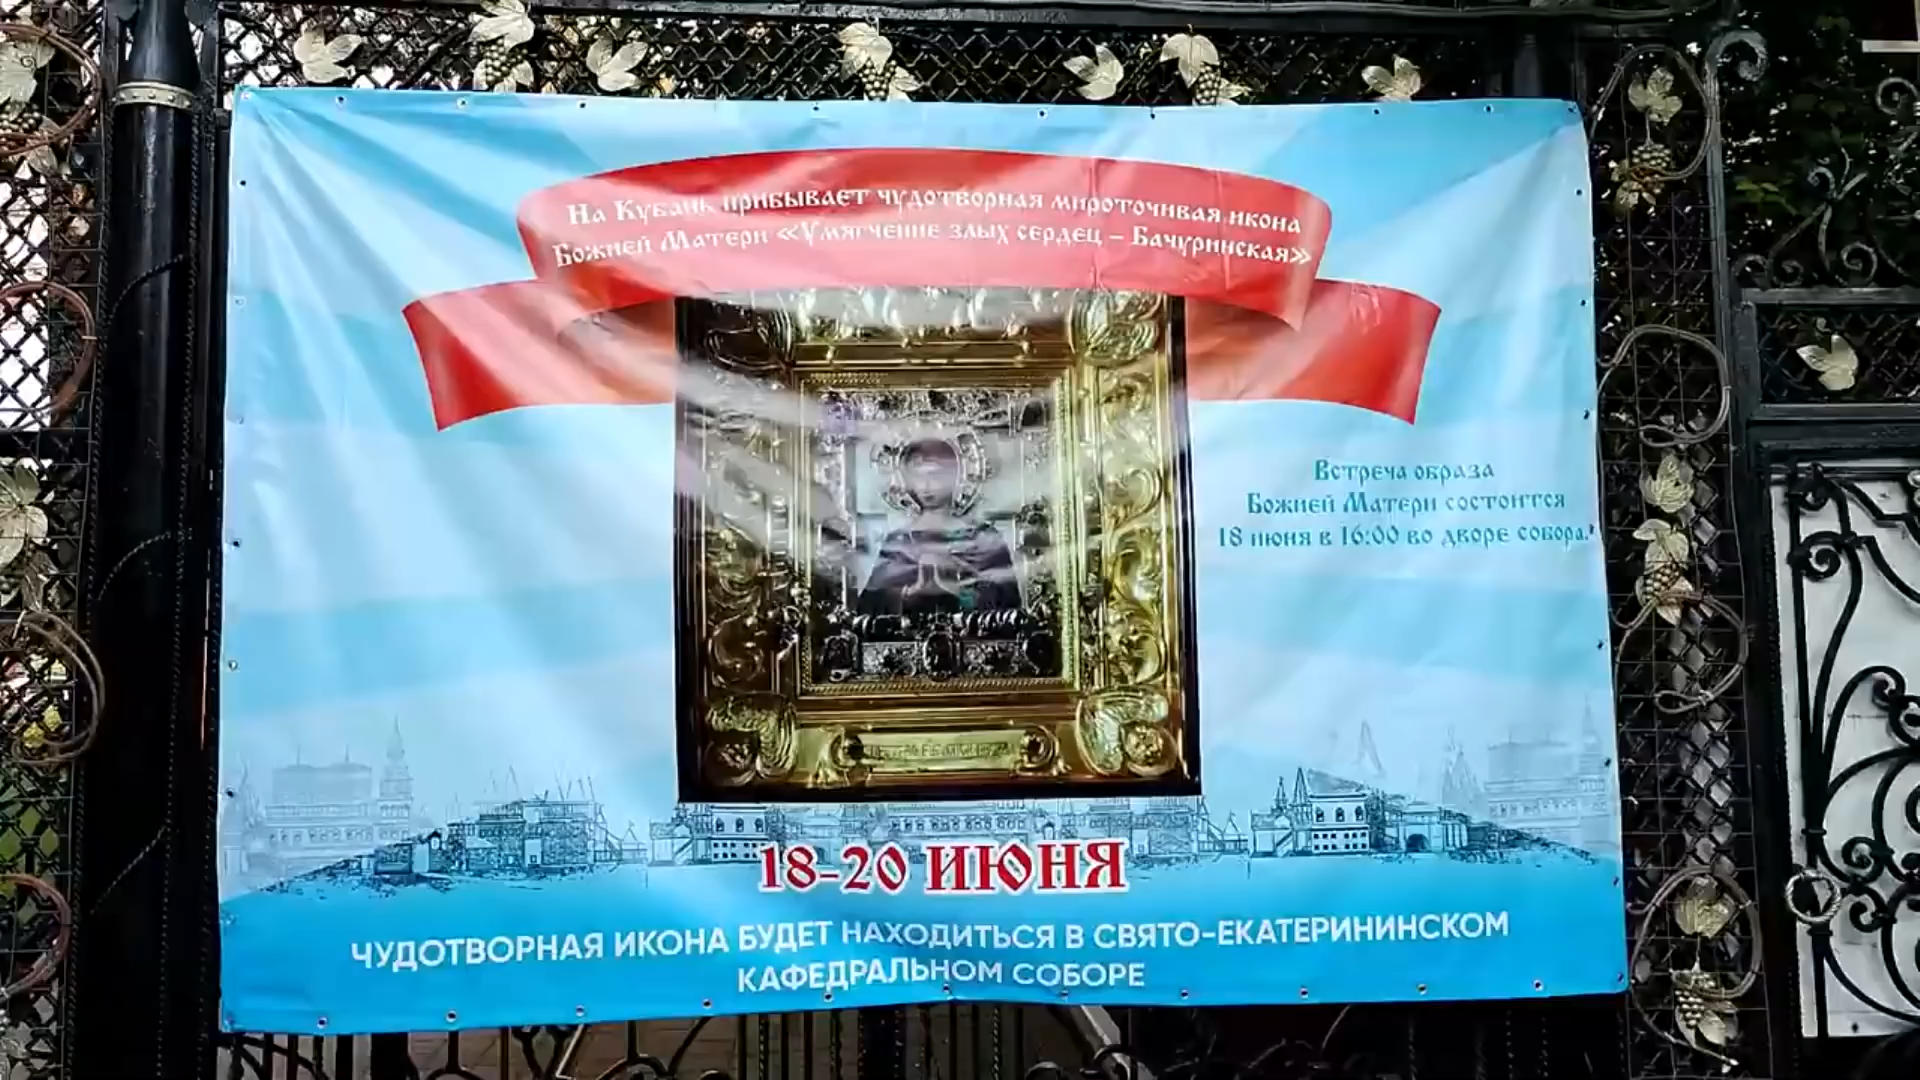 На Кубань прибывает чудотворная мироточивая икона
Божией Матери «Умягчение злых сердец – Бачуринская»
Встреча образа
Божией Матери состоится
18 июня в 16:00 во дворе собора.
18-20 ИЮНЯ
ЧУДОТВОРНАЯ ИКОНА БУДЕТ НАХОДИТЬСЯ В СВЯТО-ЕКАТЕРИНИНСКОМ
КАФЕДРАЛЬНОМ СОБОРЕ